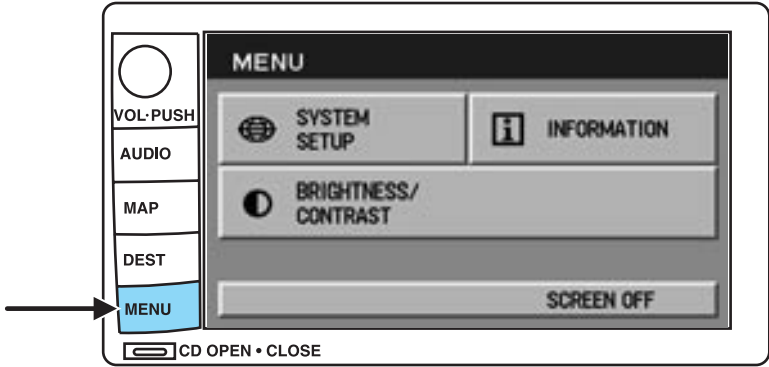 VOL·PUSH
AUDIO
MAP
DEST
MENU
MENU
SYSTEM
SETUP
i INFORMATION
BRIGHTNESS/
CONTRAST
SCREEN OFF
CD OPEN • CLOSE